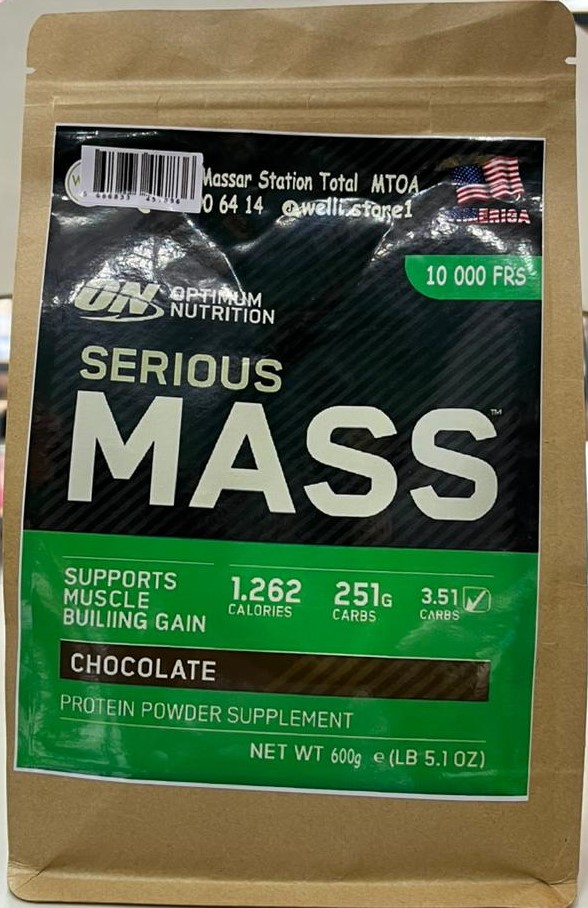 Massar Station Total MTOA
0 64 14 welli.store1
10 000 FRS
ON OPTIMUM
NUTRITION
SERIOUS
MASS™
SUPPORTS
MUSCLE
BUILIING GAIN
1.262
CALORIES
251G
CARBS
3.51
CARBS
CHOCOLATE
PROTEIN POWDER SUPPLEMENT
NET WT 600g e (LB 5.1 OZ)